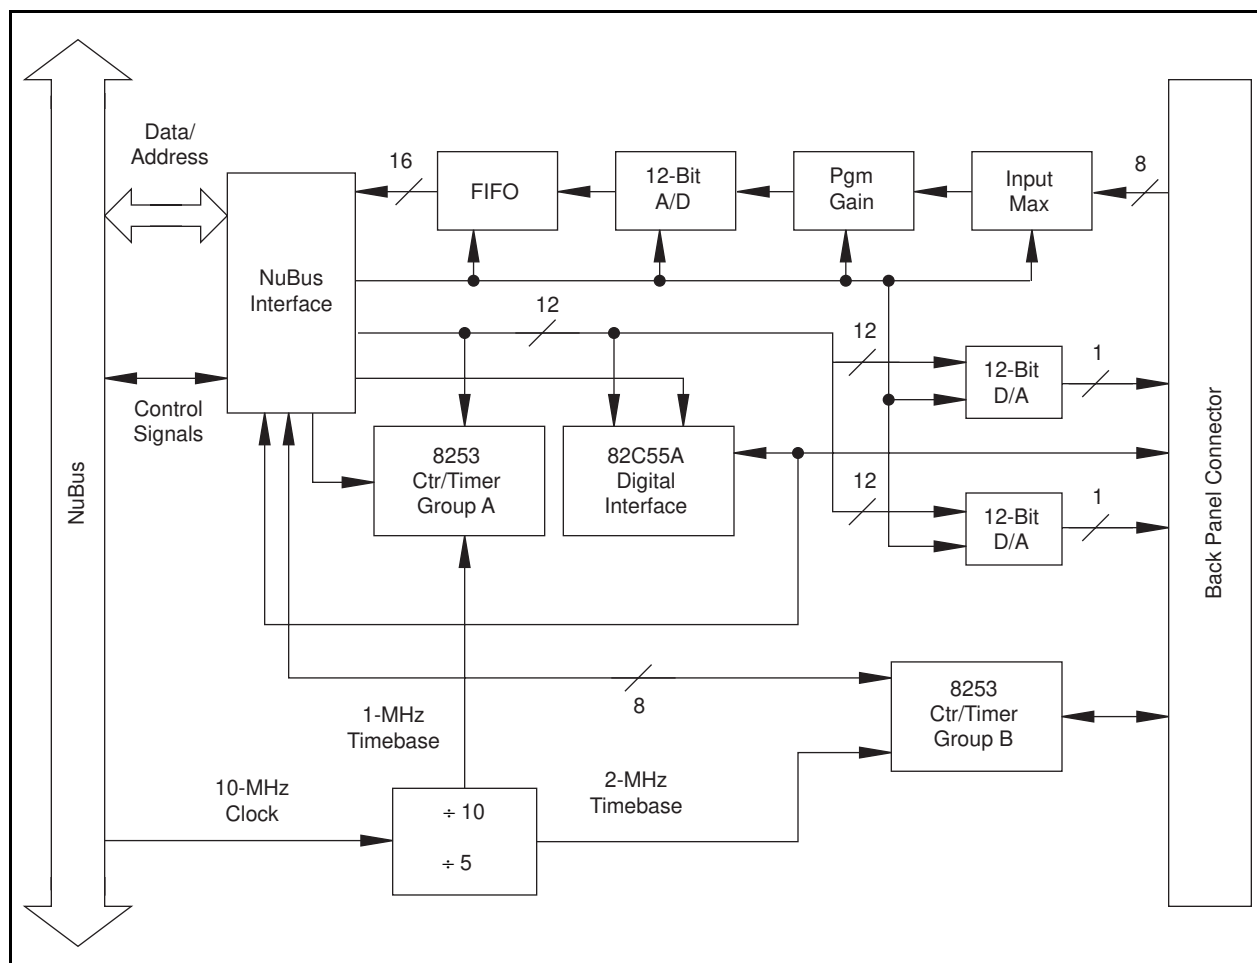 Data/
Address
16
FIFO
12-Bit
A/D
Pgm
Gain
Input
Max
8
NuBus
Interface
12
12
12-Bit
D/A
1
Control
Signals
8253
Ctr/Timer
Group A
82C55A
Digital
Interface
12
12-Bit
D/A
1
NuBus
Back Panel Connector
8
8253
Ctr/Timer
Group B
1-MHz
Timebase
2-MHz
Timebase
10-MHz
Clock
÷ 10
÷ 5